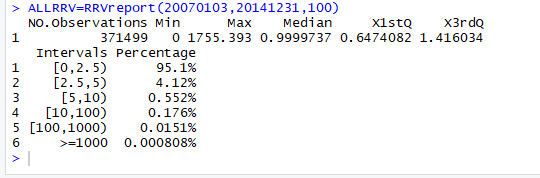 > ALLRRV=RRVreport(20070103,20141231,100)
  NO.Observations Min      Max    Median    X1stQ    X3rdQ
1          371499   0 1755.393 0.9999737 0.6474082 1.416034
   Intervals Percentage
1    [0,2.5)      95.1%
2    [2.5,5)      4.12%
3     [5,10)     0.552%
4   [10,100)     0.176%
5 [100,1000)    0.0151%
6     >=1000  0.000808%
>